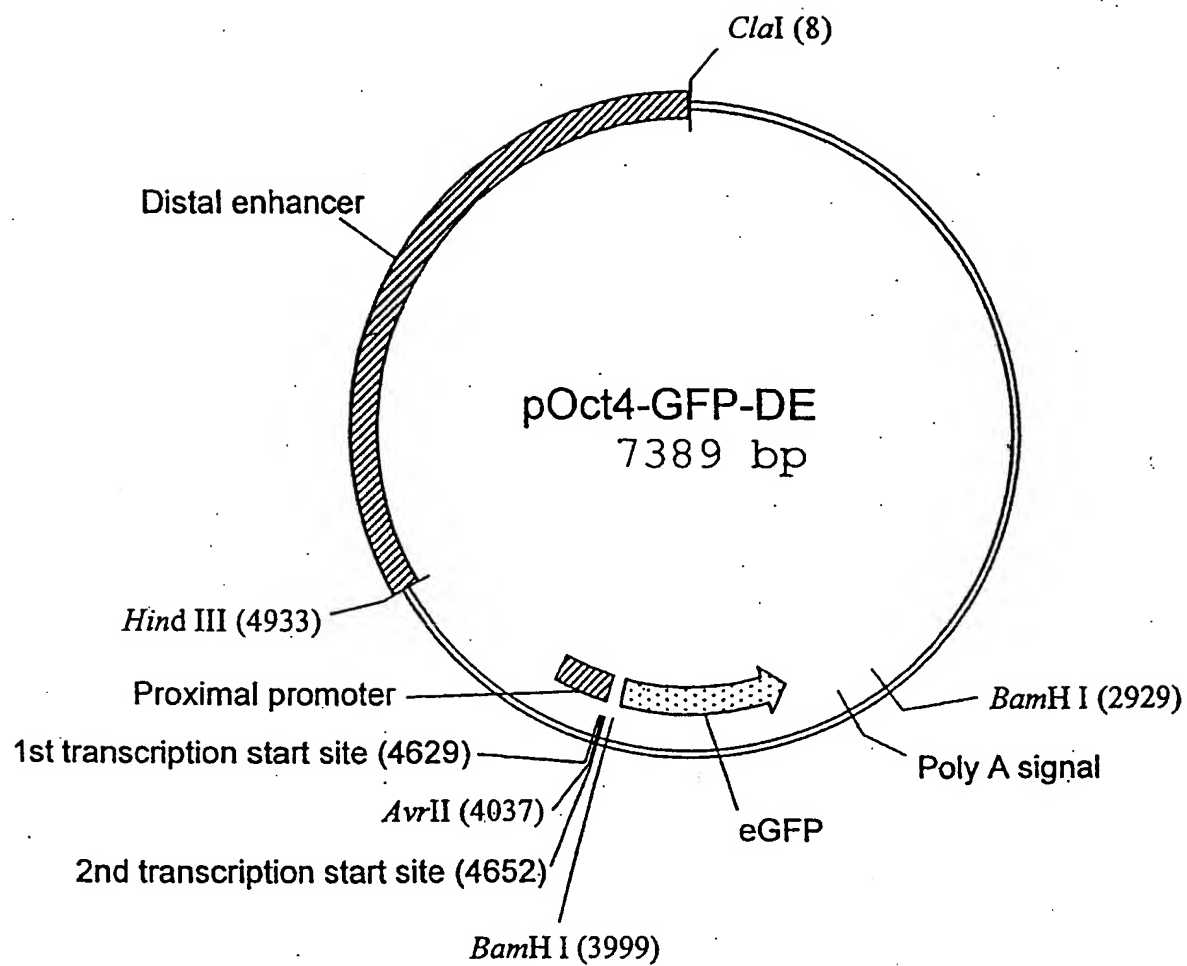 ClaI (8)
Distal enhancer
pOct4-GFP-DE
7389 bp
Hind III (4933)
Proximal promoter
BamH I (2929)
1st transcription start site (4629)
Poly A signal
AvrII (4037)
eGFP
2nd transcription start site (4652)
BamH I (3999)